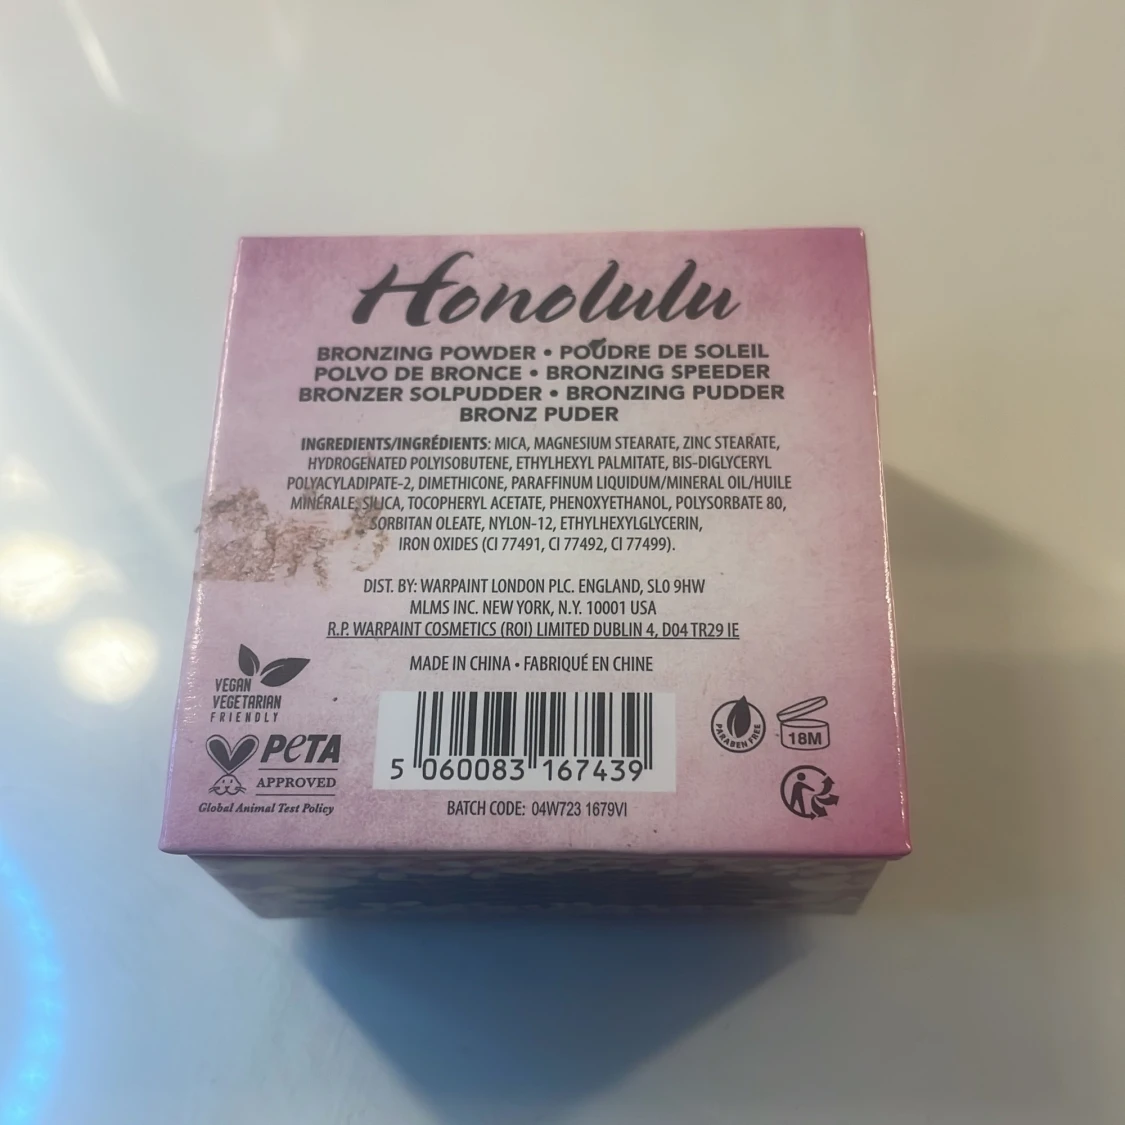 Honolulu
BRONZING POWDER • POUDRE DE SOLEIL
POLVO DE BRONCE • BRONZING SPEEDER
BRONZER SOLPUDDER • BRONZING PUDDER
BRONZ PUDER
INGREDIENTS/INGRÉDIENTS: MICA, MAGNESIUM STEARATE, ZINC STEARATE,
HYDROGENATED POLYISOBUTENE, ETHYLHEXYL PALMITATE, BIS-DIGLYCERYL
POLYACYLADIPATE-2, DIMETHICONE, PARAFFINUM LIQUIDUM/MINERAL OIL/HUILE
MINÉRALE, SILICA, TOCOPHERYL ACETATE, PHENOXYETHANOL, POLYSORBATE 80,
SORBITAN OLEATE, NYLON-12, ETHYLHEXYLGLYCERIN,
IRON OXIDES (CI 77491, CI 77492, CI 77499).
DIST. BY: WARPAINT LONDON PLC. ENGLAND, SL0 9HW
MLMS INC. NEW YORK, N.Y. 10001 USA
R.P. WARPAINT COSMETICS (ROI) LIMITED DUBLIN 4, D04 TR29 IE
MADE IN CHINA • FABRIQUÉ EN CHINE
VEGAN
VEGETARIAN
FRIENDLY
PETA
APPROVED
Global Animal Test Policy
5 060083 167439
BATCH CODE: 04W723 1679VI
PARABEN FREE
18M